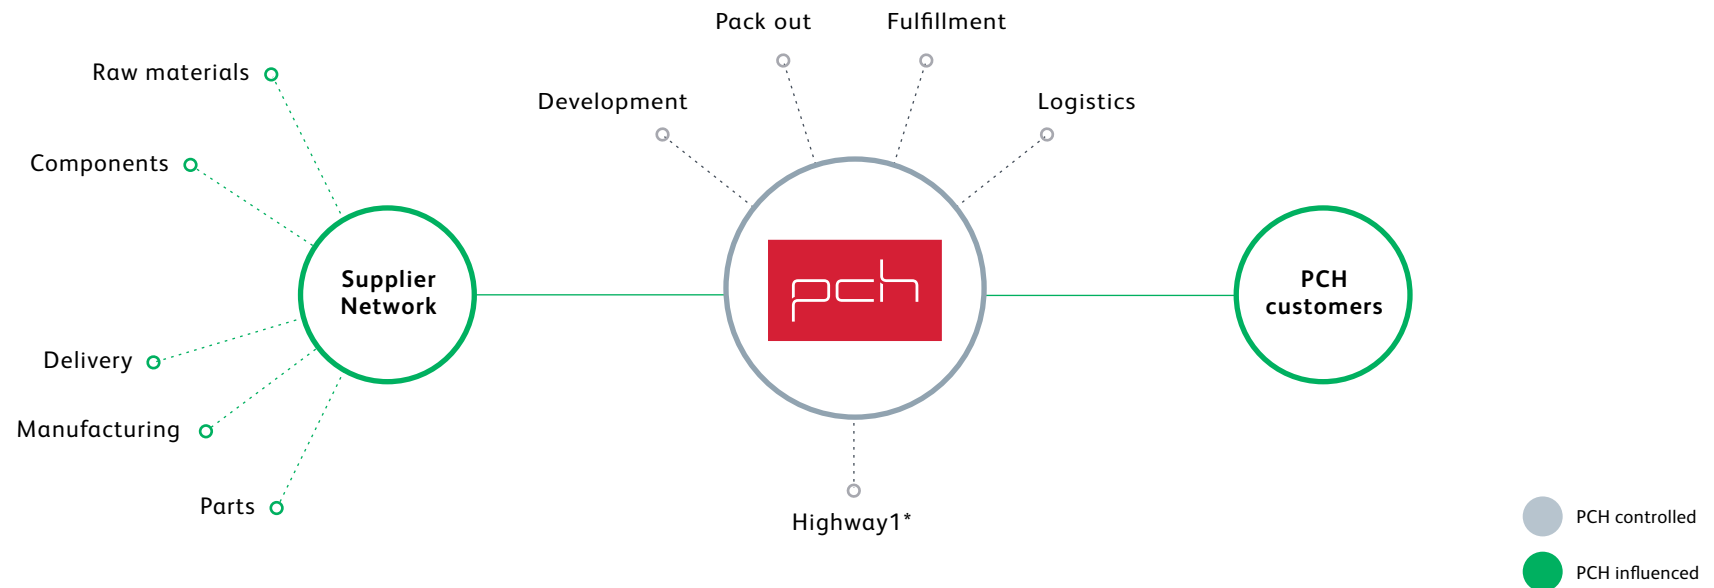 Pack out
Fulfillment
Raw materials
Development
Logistics
Components
Supplier
Network
pch
PCH
customers
Delivery
Manufacturing
Parts
Highway1*
PCH controlled
PCH influenced